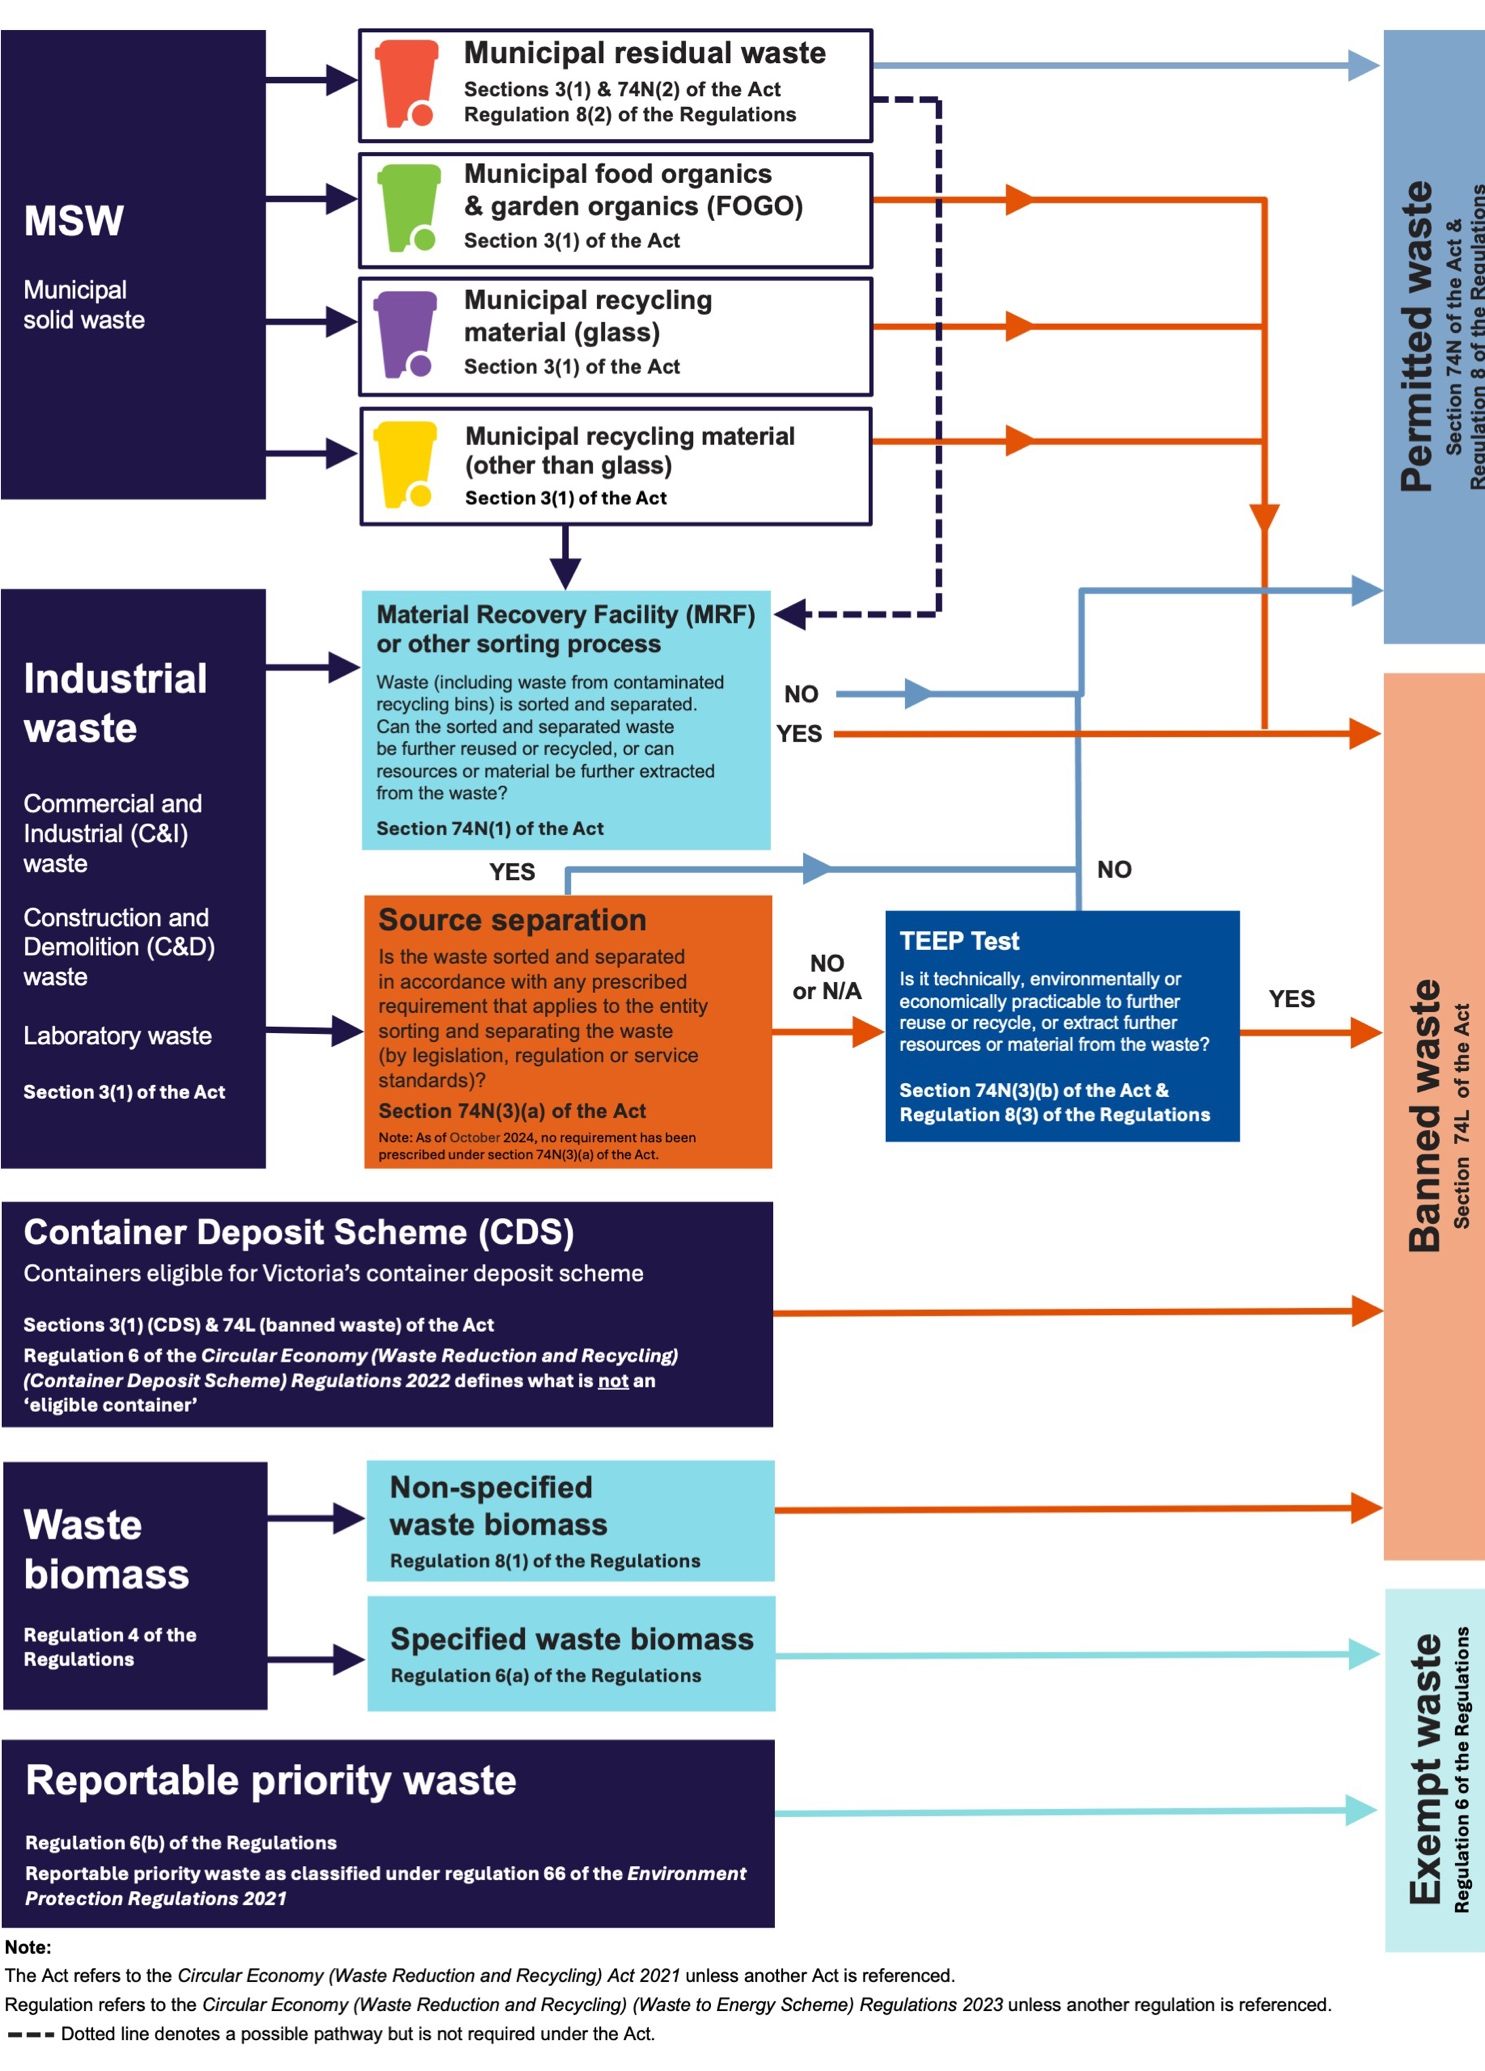 MSW
Municipal
solid waste
Municipal residual waste
Sections 3(1) & 74N(2) of the Act
Regulation 8(2) of the Regulations
Municipal food organics
& garden organics (FOGO)
Section 3(1) of the Act
Municipal recycling
material (glass)
Section 3(1) of the Act
Municipal recycling material
(other than glass)
Section 3(1) of the Act
Permitted waste
Section 74N of the Act &
Regulation 8 of the Regulations
Industrial
waste
Commercial and
Industrial (C&I)
waste
Construction and
Demolition (C&D)
waste
Laboratory waste
Section 3(1) of the Act
Material Recovery Facility (MRF)
or other sorting process
Waste (including waste from contaminated
recycling bins) is sorted and separated.
Can the sorted and separated waste
be further reused or recycled, or can
resources or material be further extracted
from the waste?
Section 74N(1) of the Act
NO
YES
YES
NO
Source separation
Is the waste sorted and separated
in accordance with any prescribed
requirement that applies to the entity
sorting and separating the waste
(by legislation, regulation or service
standards)?
Section 74N(3)(a) of the Act
Note: As of October 2024, no requirement has been
prescribed under section 74N(3)(a) of the Act.
NO
or N/A
TEEP Test
Is it technically, environmentally or
economically practicable to further
reuse or recycle, or extract further
resources or material from the waste?
Section 74N(3)(b) of the Act &
Regulation 8(3) of the Regulations
YES
Banned waste
Section 74L of the Act
Container Deposit Scheme (CDS)
Containers eligible for Victoria's container deposit scheme
Sections 3(1) (CDS) & 74L (banned waste) of the Act
Regulation 6 of the Circular Economy (Waste Reduction and Recycling)
(Container Deposit Scheme) Regulations 2022 defines what is not an
‘eligible container’
Waste
biomass
Regulation 4 of the
Regulations
Non-specified
waste biomass
Regulation 8(1) of the Regulations
Specified waste biomass
Regulation 6(a) of the Regulations
Exempt waste
Regulation 6 of the Regulations
Reportable priority waste
Regulation 6(b) of the Regulations
Reportable priority waste as classified under regulation 66 of the Environment
Protection Regulations 2021
Note:
The Act refers to the Circular Economy (Waste Reduction and Recycling) Act 2021 unless another Act is referenced.
Regulation refers to the Circular Economy (Waste Reduction and Recycling) (Waste to Energy Scheme) Regulations 2023 unless another regulation is referenced.
Dotted line denotes a possible pathway but is not required under the Act.